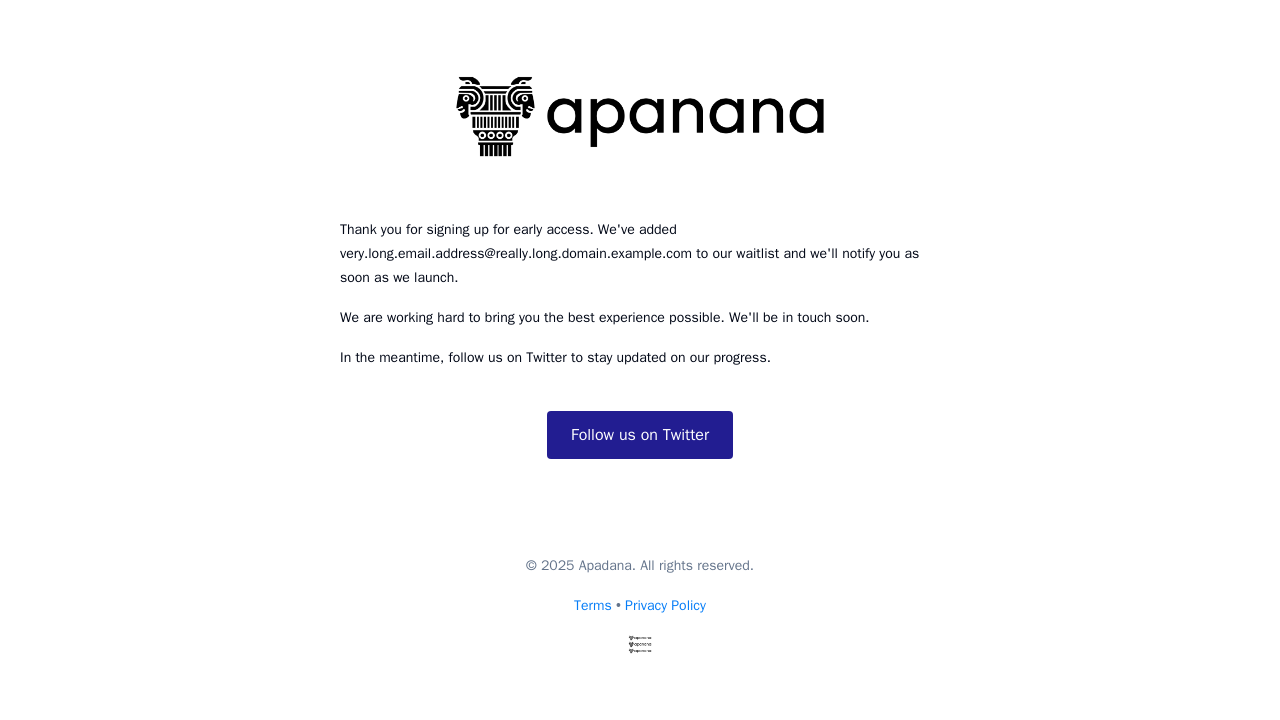 apanana
Thank you for signing up for early access. We've added
very.long.email.address@really.long.domain.example.com to our waitlist and we'll notify you as
soon as we launch.
We are working hard to bring you the best experience possible. We'll be in touch soon.
In the meantime, follow us on Twitter to stay updated on our progress.
Follow us on Twitter
© 2025 Apadana. All rights reserved.
Terms • Privacy Policy
apanana
apanana
apanana